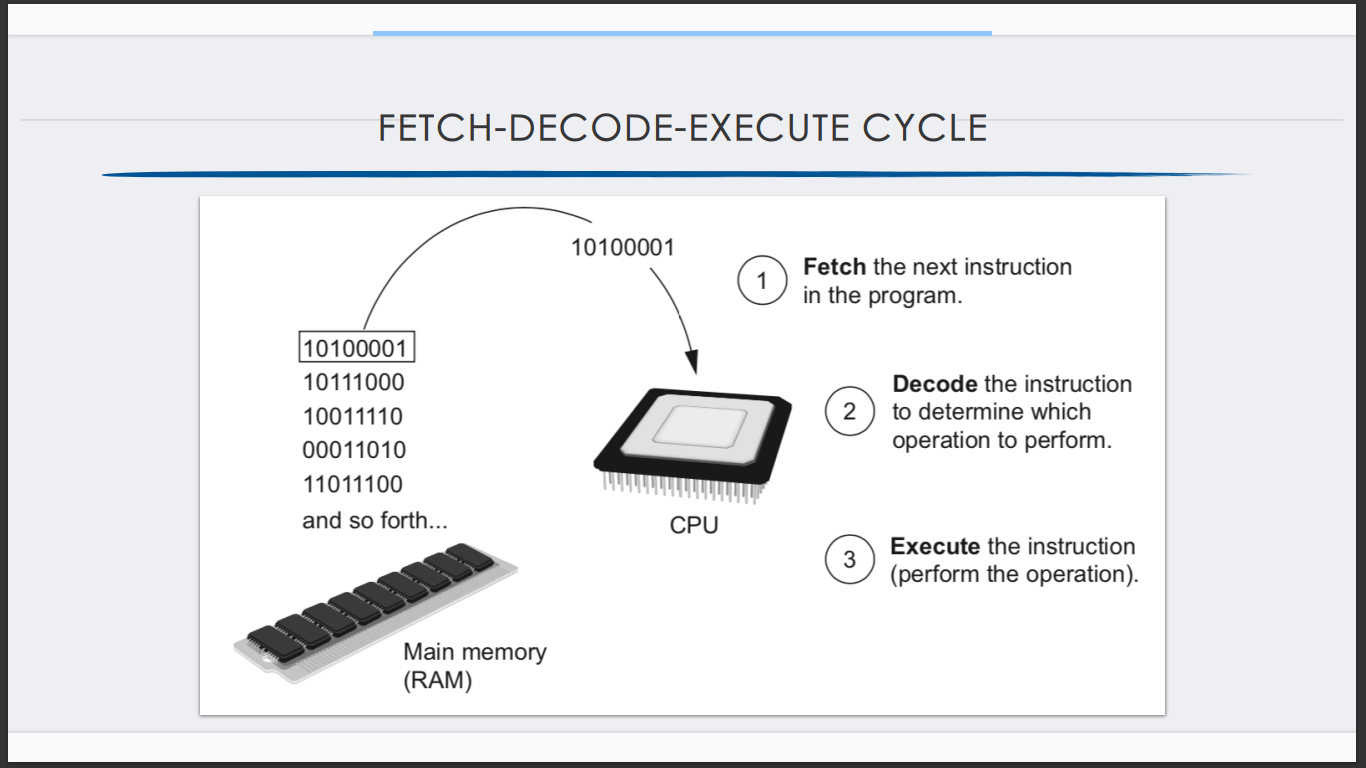 FETCH-DECODE-EXECUTE CYCLE
10100001
1
Fetch the next instruction
in the program.
10100001
10111000
10011110
00011010
11011100
and so forth...
CPU
2
Decode the instruction
to determine which
operation to perform.
3
Execute the instruction
(perform the operation).
Main memory
(RAM)